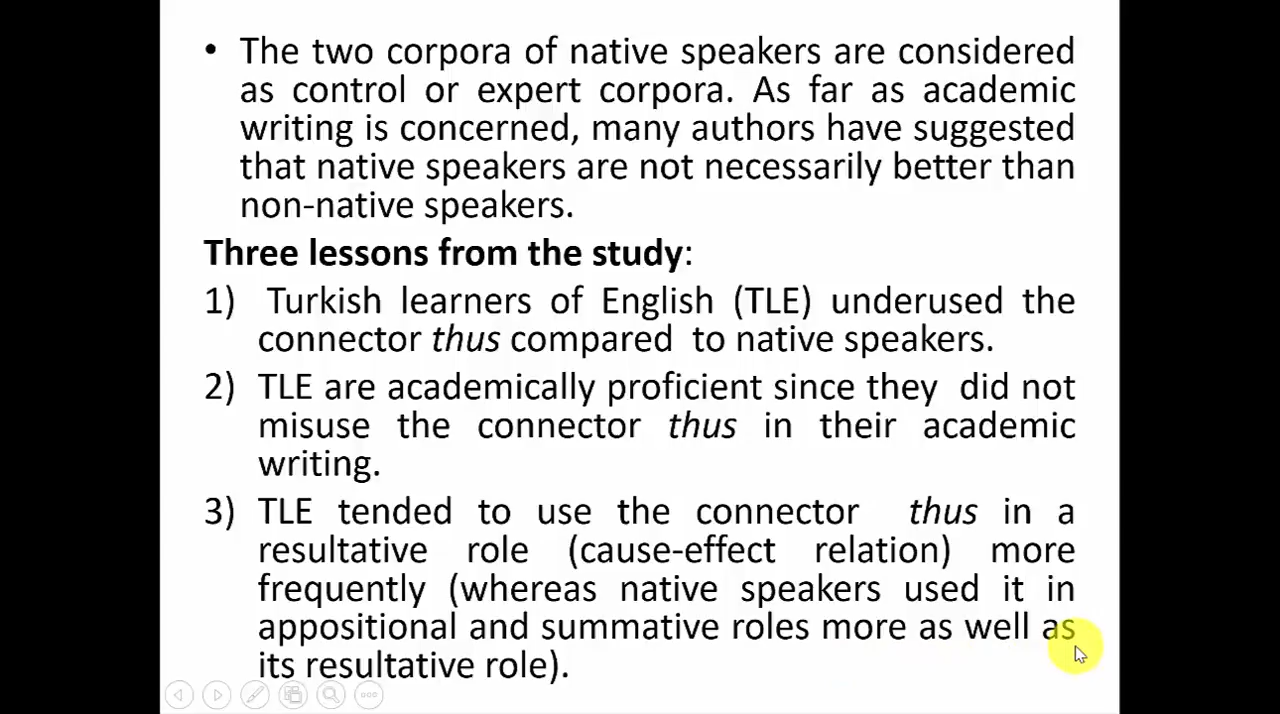 • The two corpora of native speakers are considered
as control or expert corpora. As far as academic
writing is concerned, many authors have suggested
that native speakers are not necessarily better than
non-native speakers.
Three lessons from the study:
1) Turkish learners of English (TLE) underused the
connector thus compared to native speakers.
2) TLE are academically proficient since they did not
misuse the connector thus in their academic
writing.
3) TLE tended to use the connector thus in a
resultative role (cause-effect relation) more
frequently (whereas native speakers used it in
appositional and summative roles more as well as
its resultative role).